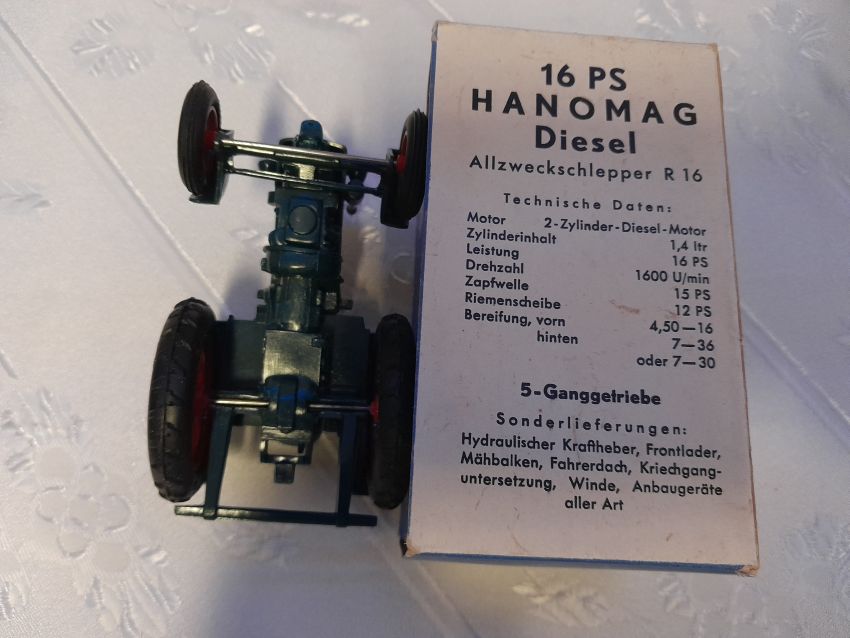 16 PS
HANOMAG
Diesel
Allzweckschlepper R 16
Technische Daten:
Motor 2-Zylinder-Diesel-Motor
Zylinderinhalt 1,4 ltr
Leistung 16 PS
Drehzahl 1600 U/min
Zapfwelle 15 PS
Riemenscheibe 12 PS
Bereifung, vorn 4,50—16
hinten 7—36
oder 7—30
5-Ganggetriebe
Sonderlieferungen:
Hydraulischer Kraftheber, Frontlader,
Mähbalken, Fahrerdach, Kriechgang-
untersetzung, Winde, Anbaugeräte
aller Art